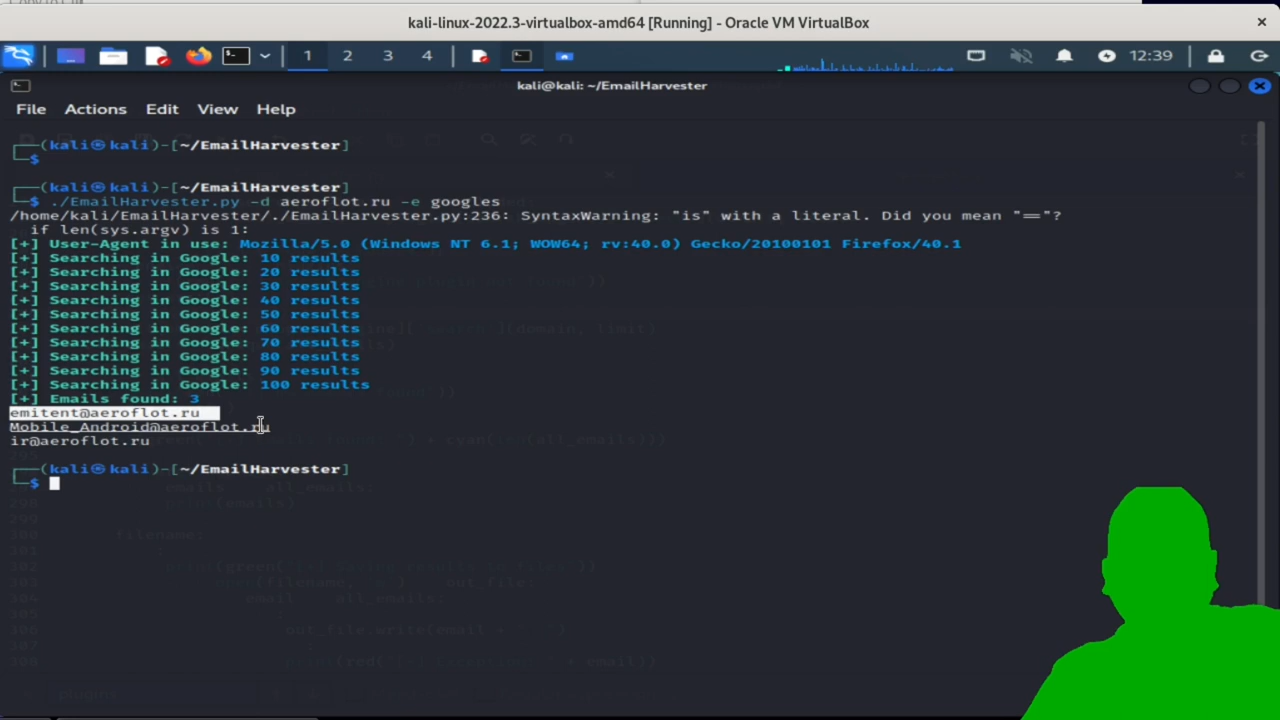 kali-linux-2022.3-virtualbox-amd64 [Running] - Oracle VM VirtualBox
1 2 3 4
12:39
kali@kali: ~/EmailHarvester
File Actions Edit View Help
┌──(kali㉿kali)-[~/EmailHarvester]
└─$
┌──(kali㉿kali)-[~/EmailHarvester]
└─$ ./EmailHarvester.py -d aeroflot.ru -e googles
/home/kali/EmailHarvester/./EmailHarvester.py:236: SyntaxWarning: "is" with a literal. Did you mean "=="?
if len(sys.argv) is 1:
[+] User-Agent in use: Mozilla/5.0 (Windows NT 6.1; WOW64; rv:40.0) Gecko/20100101 Firefox/40.1
[+] Searching in Google: 10 results
[+] Searching in Google: 20 results
[+] Searching in Google: 30 results
[+] Searching in Google: 40 results
[+] Searching in Google: 50 results
[+] Searching in Google: 60 results
[+] Searching in Google: 70 results
[+] Searching in Google: 80 results
[+] Searching in Google: 90 results
[+] Searching in Google: 100 results
[+] Emails found: 3
emitent@aeroflot.ru
Mobile_Android@aeroflot.ru
ir@aeroflot.ru
┌──(kali㉿kali)-[~/EmailHarvester]
└─$